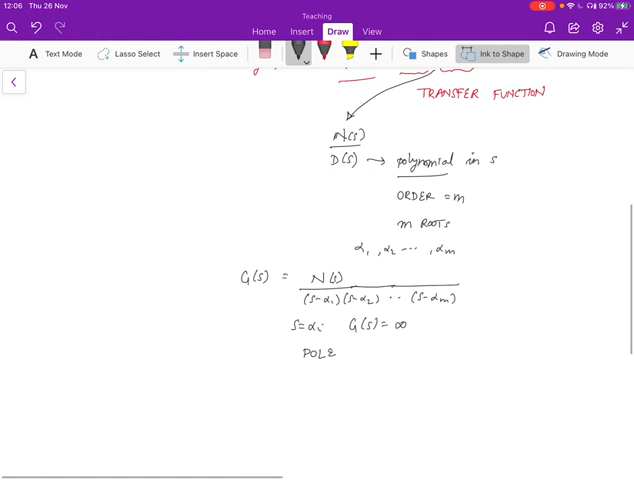 12:06 Thu 26 Nov
Teaching
92%
Home Insert Draw View
Text Mode Lasso Select Insert Space Shapes Ink to Shape Drawing Mode
TRANSFER FUNCTION
N(s)
D(s) → polynomial in s
ORDER = m
m ROOTS
α₁ , α₂ ... , αₘ
G(s) = N(s)
(s-α₁)(s-α₂) .. (s-αₘ)
s=αᵢ G(s) = ∞
POLE